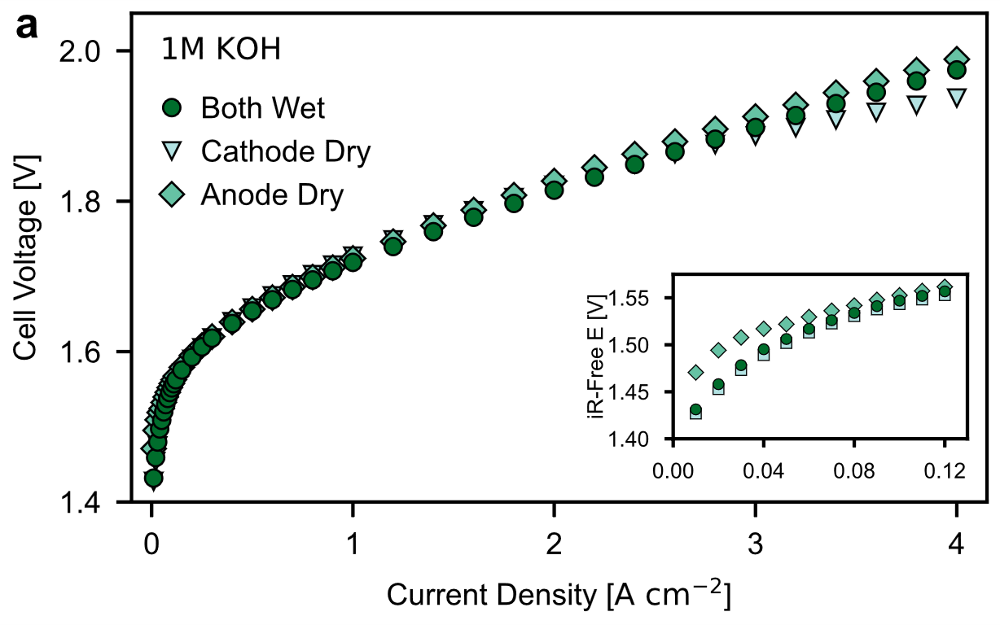 a
1M KOH
Both Wet
Cathode Dry
Anode Dry
Cell Voltage [V]
2.0
1.8
1.6
1.4
0 1 2 3 4
Current Density [A cm⁻²]
iR-Free E [V]
1.55
1.50
1.45
1.40
0.00 0.04 0.08 0.12